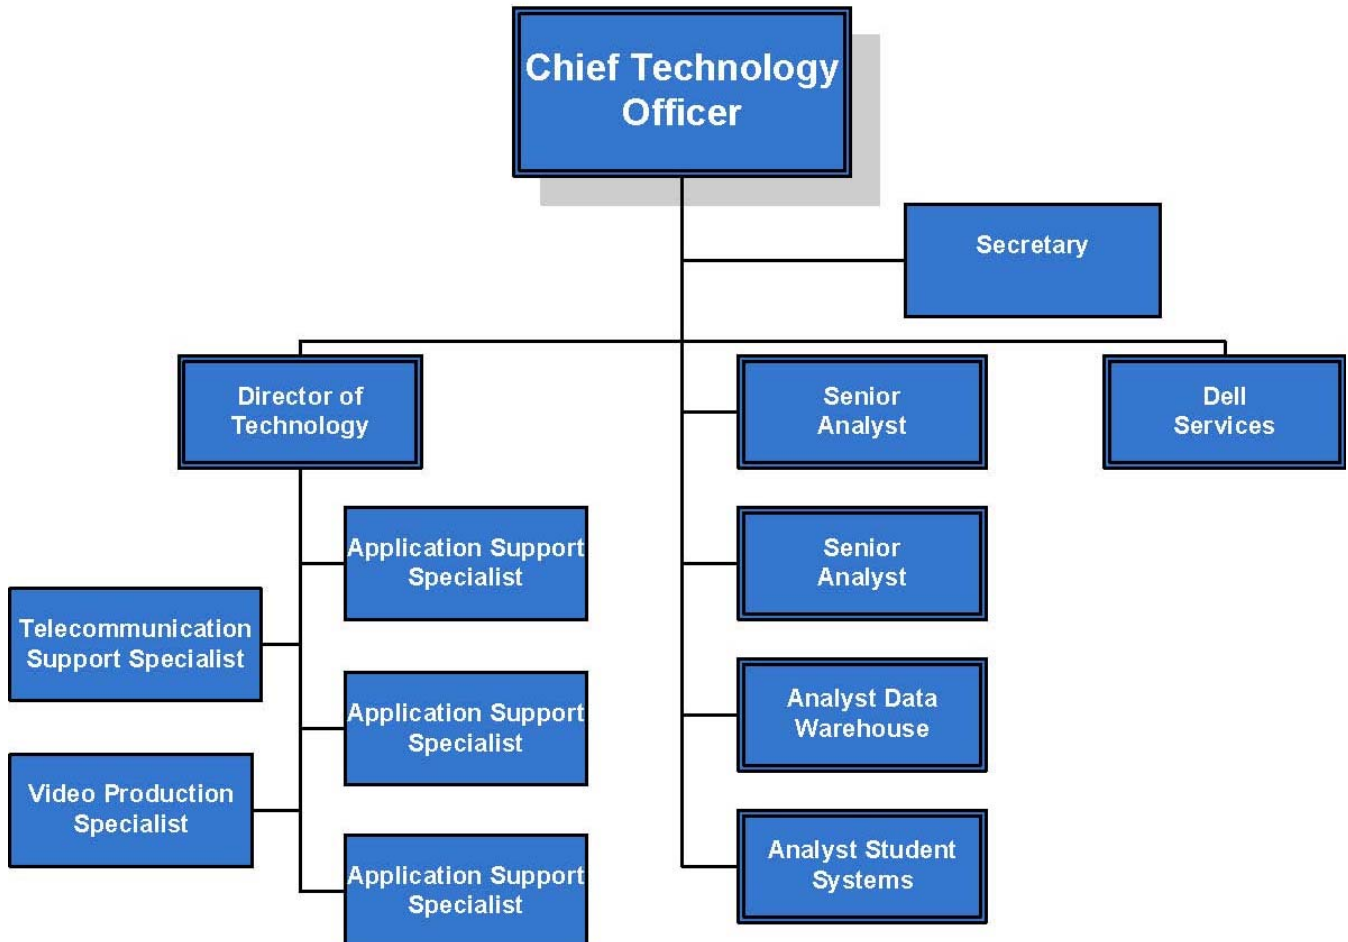 Chief Technology
Officer
Secretary
Director of
Technology
Senior
Analyst
Dell
Services
Application Support
Specialist
Senior
Analyst
Telecommunication
Support Specialist
Application Support
Specialist
Analyst Data
Warehouse
Video Production
Specialist
Application Support
Specialist
Analyst Student
Systems